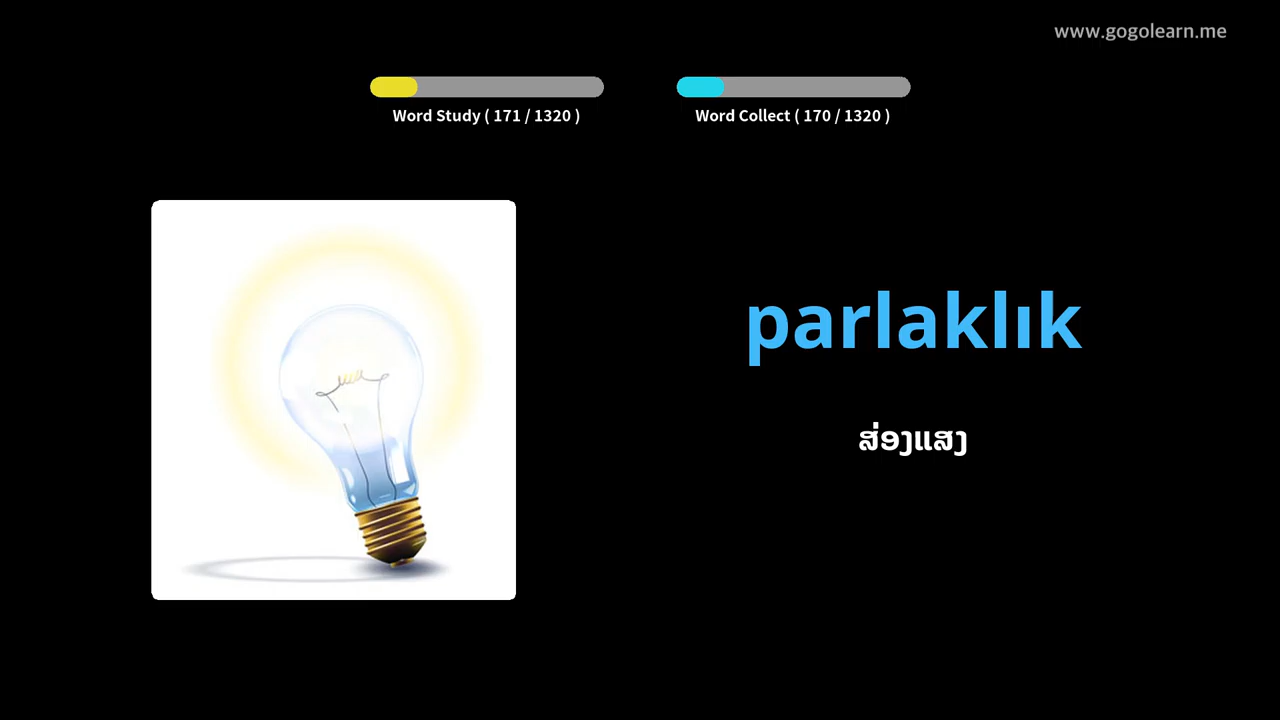 www.gogolearn.me
Word Study ( 171 / 1320 )
Word Collect ( 170 / 1320 )
parlaklık
ສ່ອງແສງ